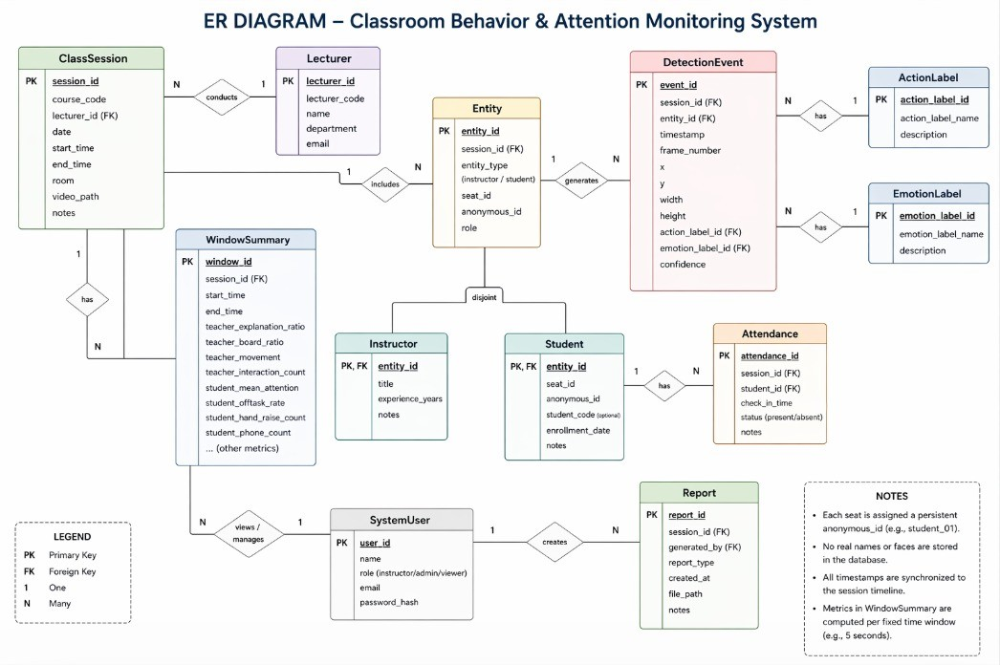 ER DIAGRAM – Classroom Behavior & Attention Monitoring System
ClassSession
PK session_id
course_code
lecturer_id (FK)
date
start_time
end_time
room
video_path
notes
N
conducts
1
Lecturer
PK lecturer_id
lecturer_code
name
department
email
1
includes
N
Entity
PK entity_id
session_id (FK)
entity_type
(instructor / student)
seat_id
anonymous_id
role
1
generates
N
DetectionEvent
PK event_id
session_id (FK)
entity_id (FK)
timestamp
frame_number
x
y
width
height
action_label_id (FK)
emotion_label_id (FK)
confidence
N
has
1
ActionLabel
PK action_label_id
action_label_name
description
N
has
1
EmotionLabel
PK emotion_label_id
emotion_label_name
description
1
has
N
WindowSummary
PK window_id
session_id (FK)
start_time
end_time
teacher_explanation_ratio
teacher_board_ratio
teacher_movement
teacher_interaction_count
student_mean_attention
student_offtask_rate
student_hand_raise_count
student_phone_count
... (other metrics)
disjoint
Instructor
PK, FK entity_id
title
experience_years
notes
Student
PK, FK entity_id
seat_id
anonymous_id
student_code (optional)
enrollment_date
notes
1
has
N
Attendance
PK attendance_id
session_id (FK)
student_id (FK)
check_in_time
status (present/absent)
notes
N
views /
manages
1
SystemUser
PK user_id
name
role (instructor/admin/viewer)
email
password_hash
1
creates
N
Report
PK report_id
session_id (FK)
generated_by (FK)
report_type
created_at
file_path
notes
LEGEND
PK Primary Key
FK Foreign Key
1 One
N Many
NOTES
• Each seat is assigned a persistent
anonymous_id (e.g., student_01).
• No real names or faces are stored
in the database.
• All timestamps are synchronized to
the session timeline.
• Metrics in WindowSummary are
computed per fixed time window
(e.g., 5 seconds).